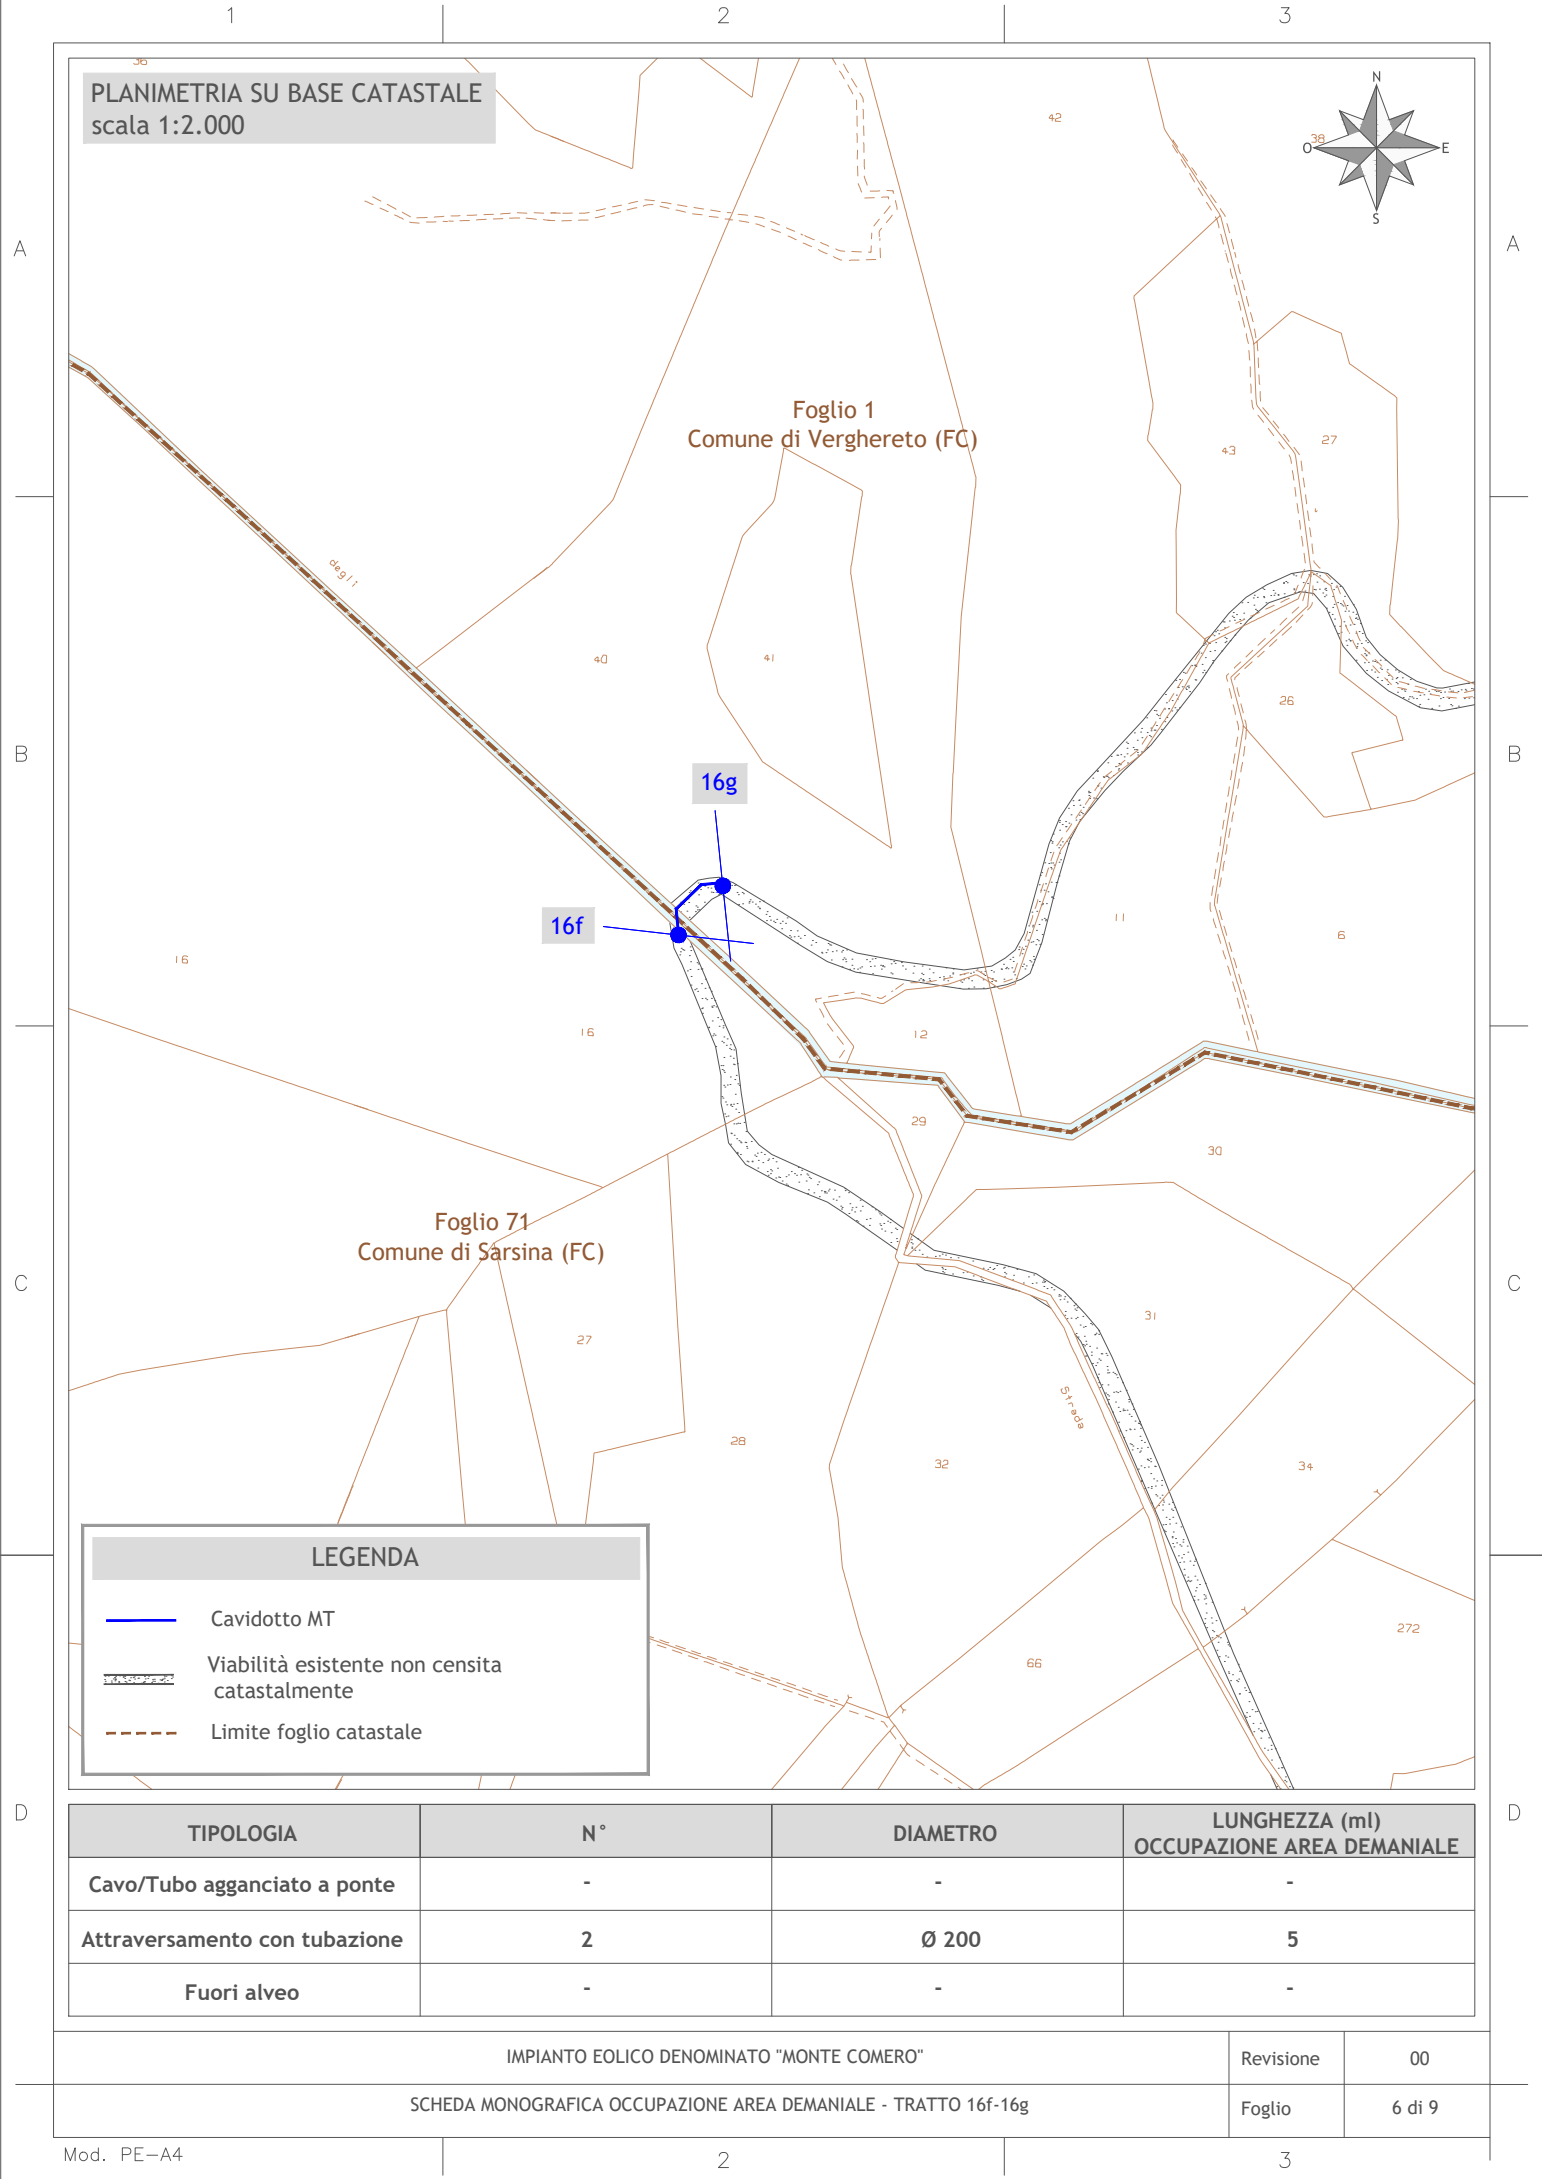 1
2
3
36
PLANIMETRIA SU BASE CATASTALE
scala 1:2.000
N
42
38
O
E
S
A
A
Foglio 1
Comune di Verghereto (FC)
43
27
degli
40
41
26
B
B
16g
16f
11
6
16
16
12
29
30
Foglio 71
Comune di Sarsina (FC)
C
C
31
27
Strada
28
32
34
LEGENDA
Cavidotto MT
Viabilità esistente non censita
catastalmente
Limite foglio catastale
272
66
D
D
TIPOLOGIA N° DIAMETRO LUNGHEZZA (ml)
OCCUPAZIONE AREA DEMANIALE
Cavo/Tubo agganciato a ponte - - -
Attraversamento con tubazione 2 Ø 200 5
Fuori alveo - - -
IMPIANTO EOLICO DENOMINATO "MONTE COMERO" Revisione 00
SCHEDA MONOGRAFICA OCCUPAZIONE AREA DEMANIALE - TRATTO 16f-16g Foglio 6 di 9
Mod. PE-A4
2
3